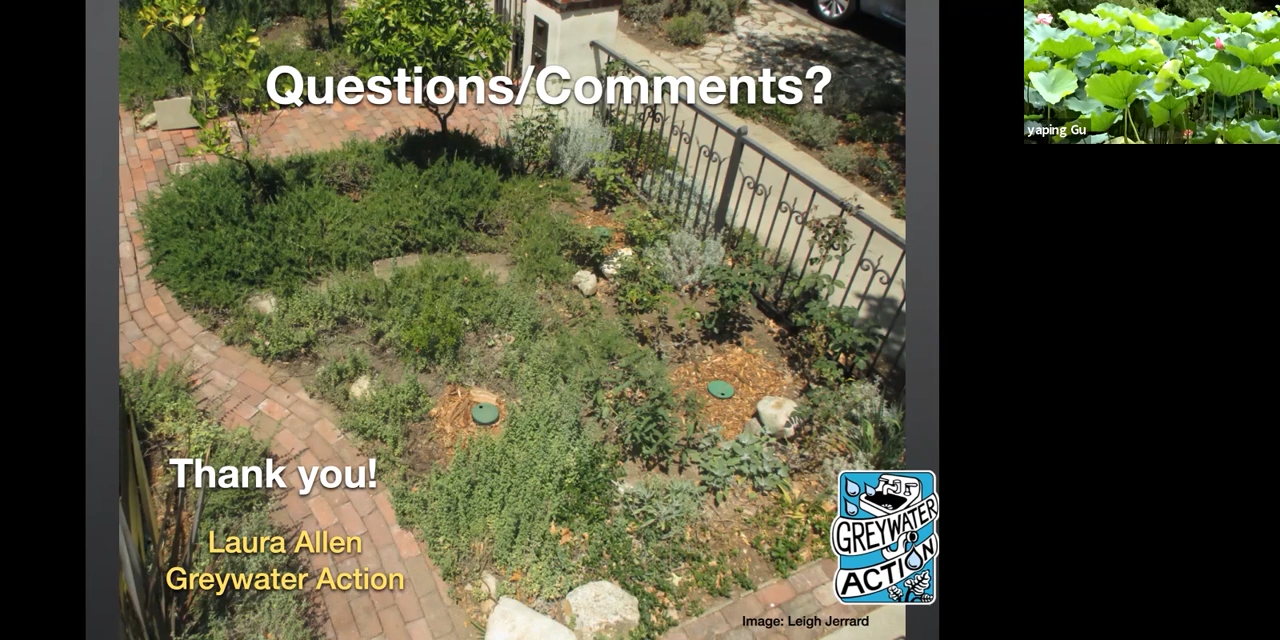 Questions/Comments?
yaping Gu
Thank you!
Laura Allen
Greywater Action
GREYWATER
ACTION
Image: Leigh Jerrard